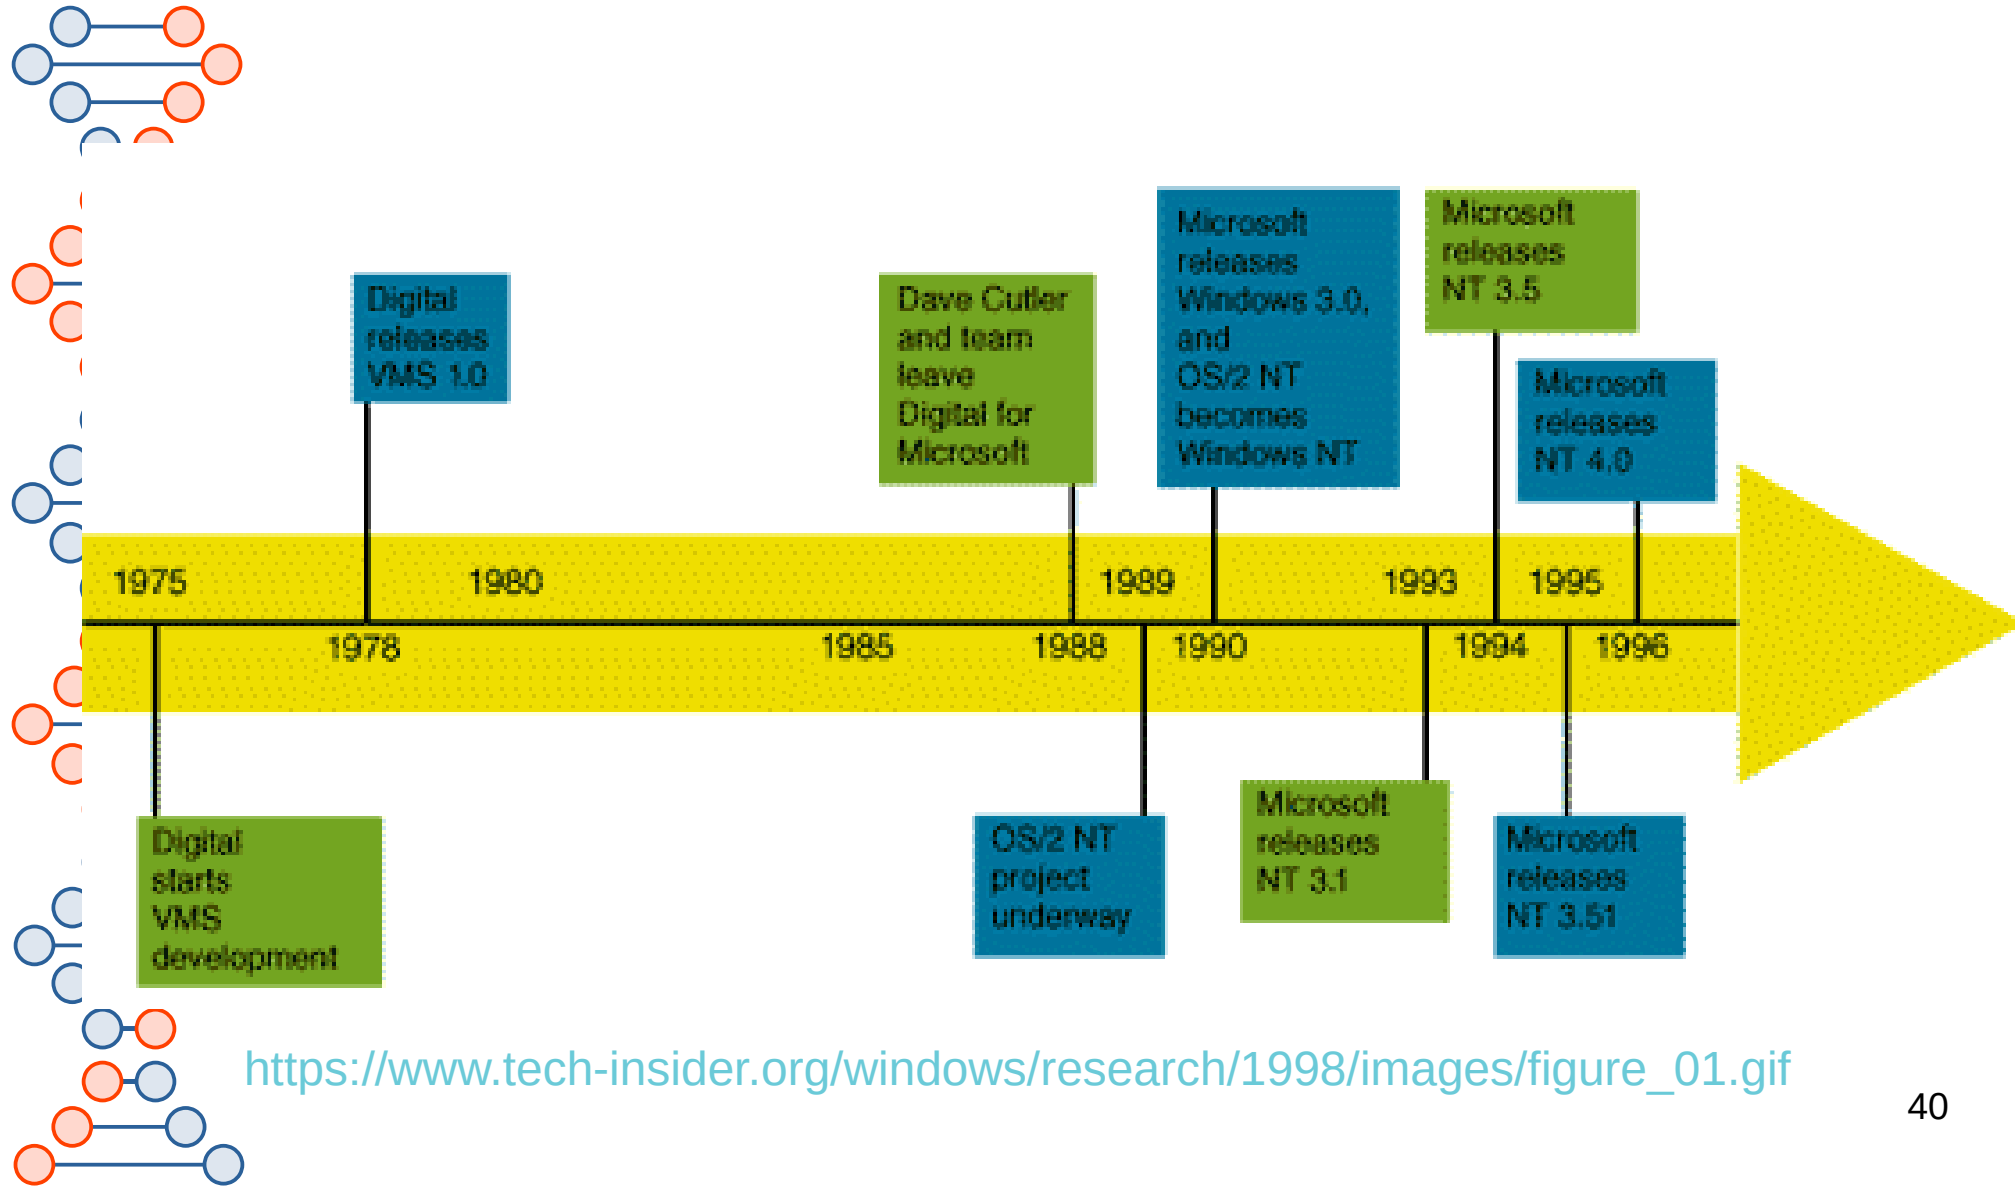 Digital
releases
VMS 1.0
Dave Cutler
and team
leave
Digital for
Microsoft
Microsoft
releases
Windows 3.0,
and
OS/2 NT
becomes
Windows NT
Microsoft
releases
NT 3.5
Microsoft
releases
NT 4.0
1975
1980
1989
1993
1995
1978
1985
1988
1990
1994
1996
Digital
starts
VMS
development
OS/2 NT
project
underway
Microsoft
releases
NT 3.1
Microsoft
releases
NT 3.51
https://www.tech-insider.org/windows/research/1998/images/figure_01.gif
40